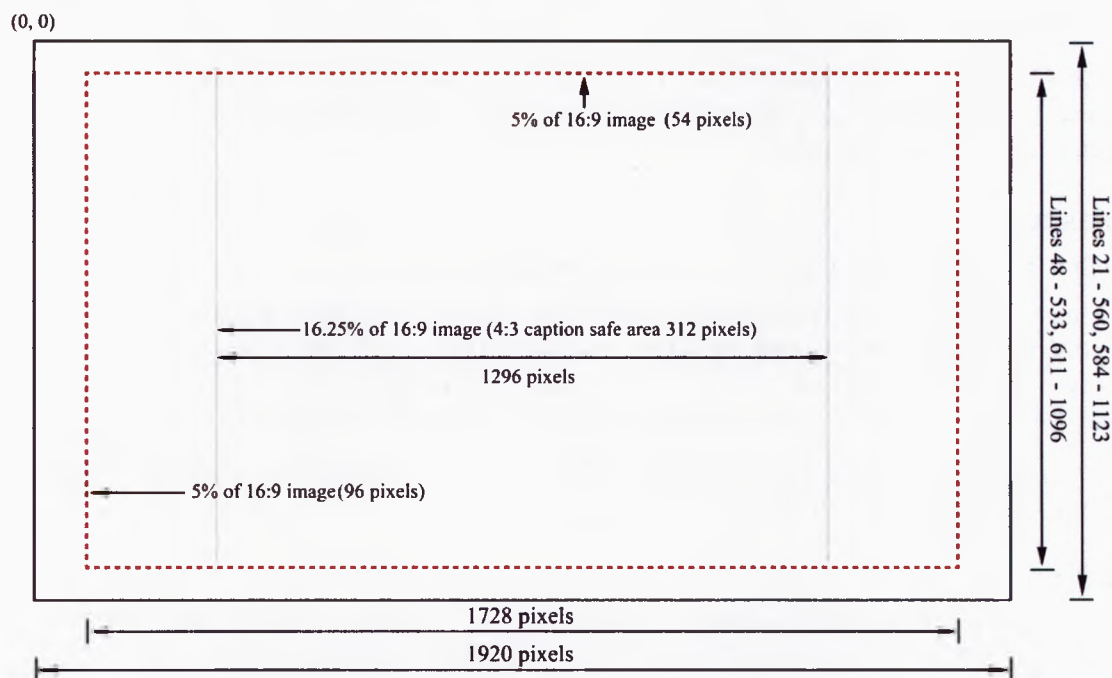 (0, 0)
5% of 16:9 image (54 pixels)
16.25% of 16:9 image (4:3 caption safe area 312 pixels)
1296 pixels
5% of 16:9 image(96 pixels)
1728 pixels
1920 pixels
Lines 48 - 533, 611 - 1096
Lines 21 - 560, 584 - 1123